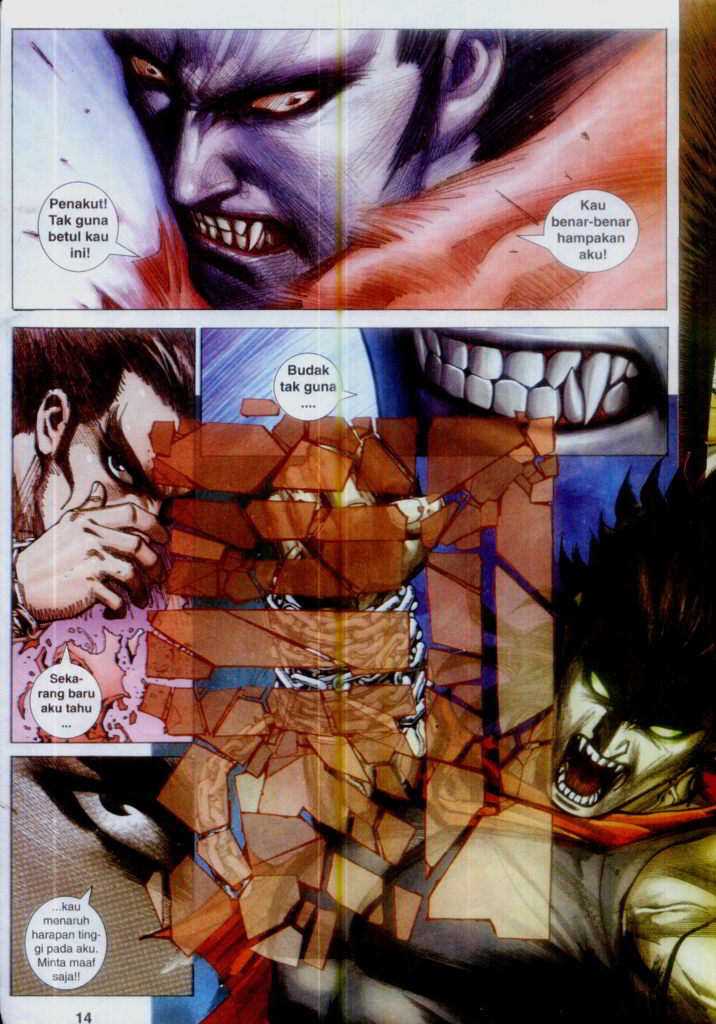 Penakut!
Tak guna
betul kau
ini!
Kau
benar-benar
hampakan
aku!
Budak
tak guna
....
Seka-
rang baru
aku tahu
...
...kau
menaruh
harapan ting-
gi pada aku.
Minta maaf
saja!!
14